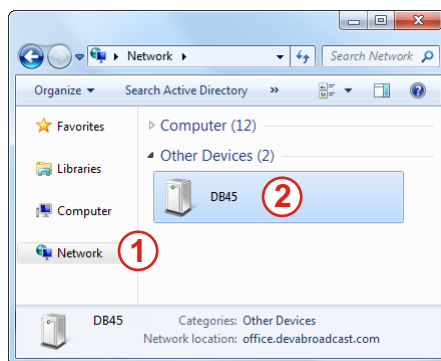 Network
Search Network
Organize
Search Active Directory
»
Favorites
Libraries
Computer
Network
1
Computer (12)
Other Devices (2)
DB45
2
DB45
Categories: Other Devices
Network location: office.devabroadcast.com